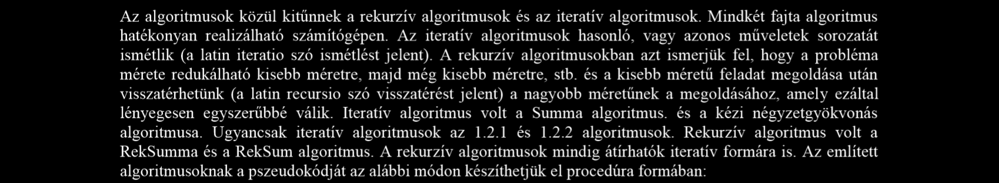 Az algoritmusok közül kitűnnek a rekurzív algoritmusok és az iteratív algoritmusok. Mindkét fajta algoritmus
hatékonyan realizálható számítógépen. Az iteratív algoritmusok hasonló, vagy azonos műveletek sorozatát
ismétlik (a latin iteratio szó ismétlést jelent). A rekurzív algoritmusokban azt ismerjük fel, hogy a probléma
mérete redukálható kisebb méretre, majd még kisebb méretre, stb. és a kisebb méretű feladat megoldása után
visszatérhetünk (a latin recursio szó visszatérést jelent) a nagyobb méretűnek a megoldásához, amely ezáltal
lényegesen egyszerűbbé válik. Iteratív algoritmus volt a Summa algoritmus. és a kézi négyzetgyökvonás
algoritmusa. Ugyancsak iteratív algoritmusok az 1.2.1 és 1.2.2 algoritmusok. Rekurzív algoritmus volt a
RekSumma és a RekSum algoritmus. A rekurzív algoritmusok mindig átírhatók iteratív formára is. Az említett
algoritmusoknak a pszeudokódját az alábbi módon készíthetjük el procedúra formában: